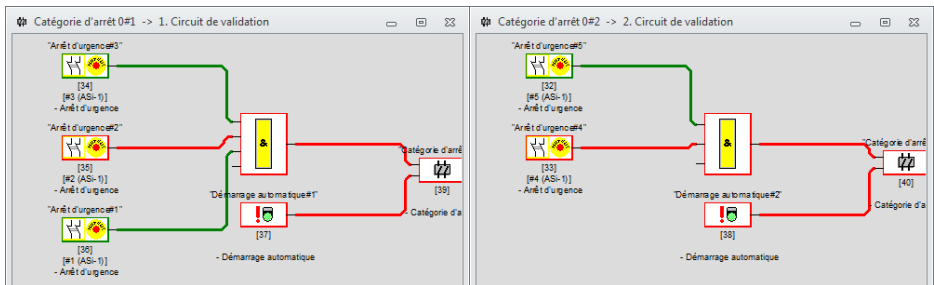 Catégorie d'arrêt 0#1 -> 1. Circuit de validation
"Arrêt d'urgence#3"
[34]
[#3 (ASi-1)]
- Arrêt d'urgence
"Arrêt d'urgence#2"
[35]
[#2 (ASi-1)]
- Arrêt d'urgence
"Arrêt d'urgence#1"
[36]
[#1 (ASi-1)]
- Arrêt d'urgence
&
"Catégorie d'arrê
[39]
- Catégorie d'a
"Démarrage automatique#1"
[37]
- Démarrage automatique
Catégorie d'arrêt 0#2 -> 2. Circuit de validation
"Arrêt d'urgence#5"
[32]
[#5 (ASi-1)]
- Arrêt d'urgence
"Arrêt d'urgence#4"
[33]
[#4 (ASi-1)]
- Arrêt d'urgence
&
"Catégorie d'arrê
[40]
- Catégorie d'a
"Démarrage automatique#2"
[38]
- Démarrage automatique